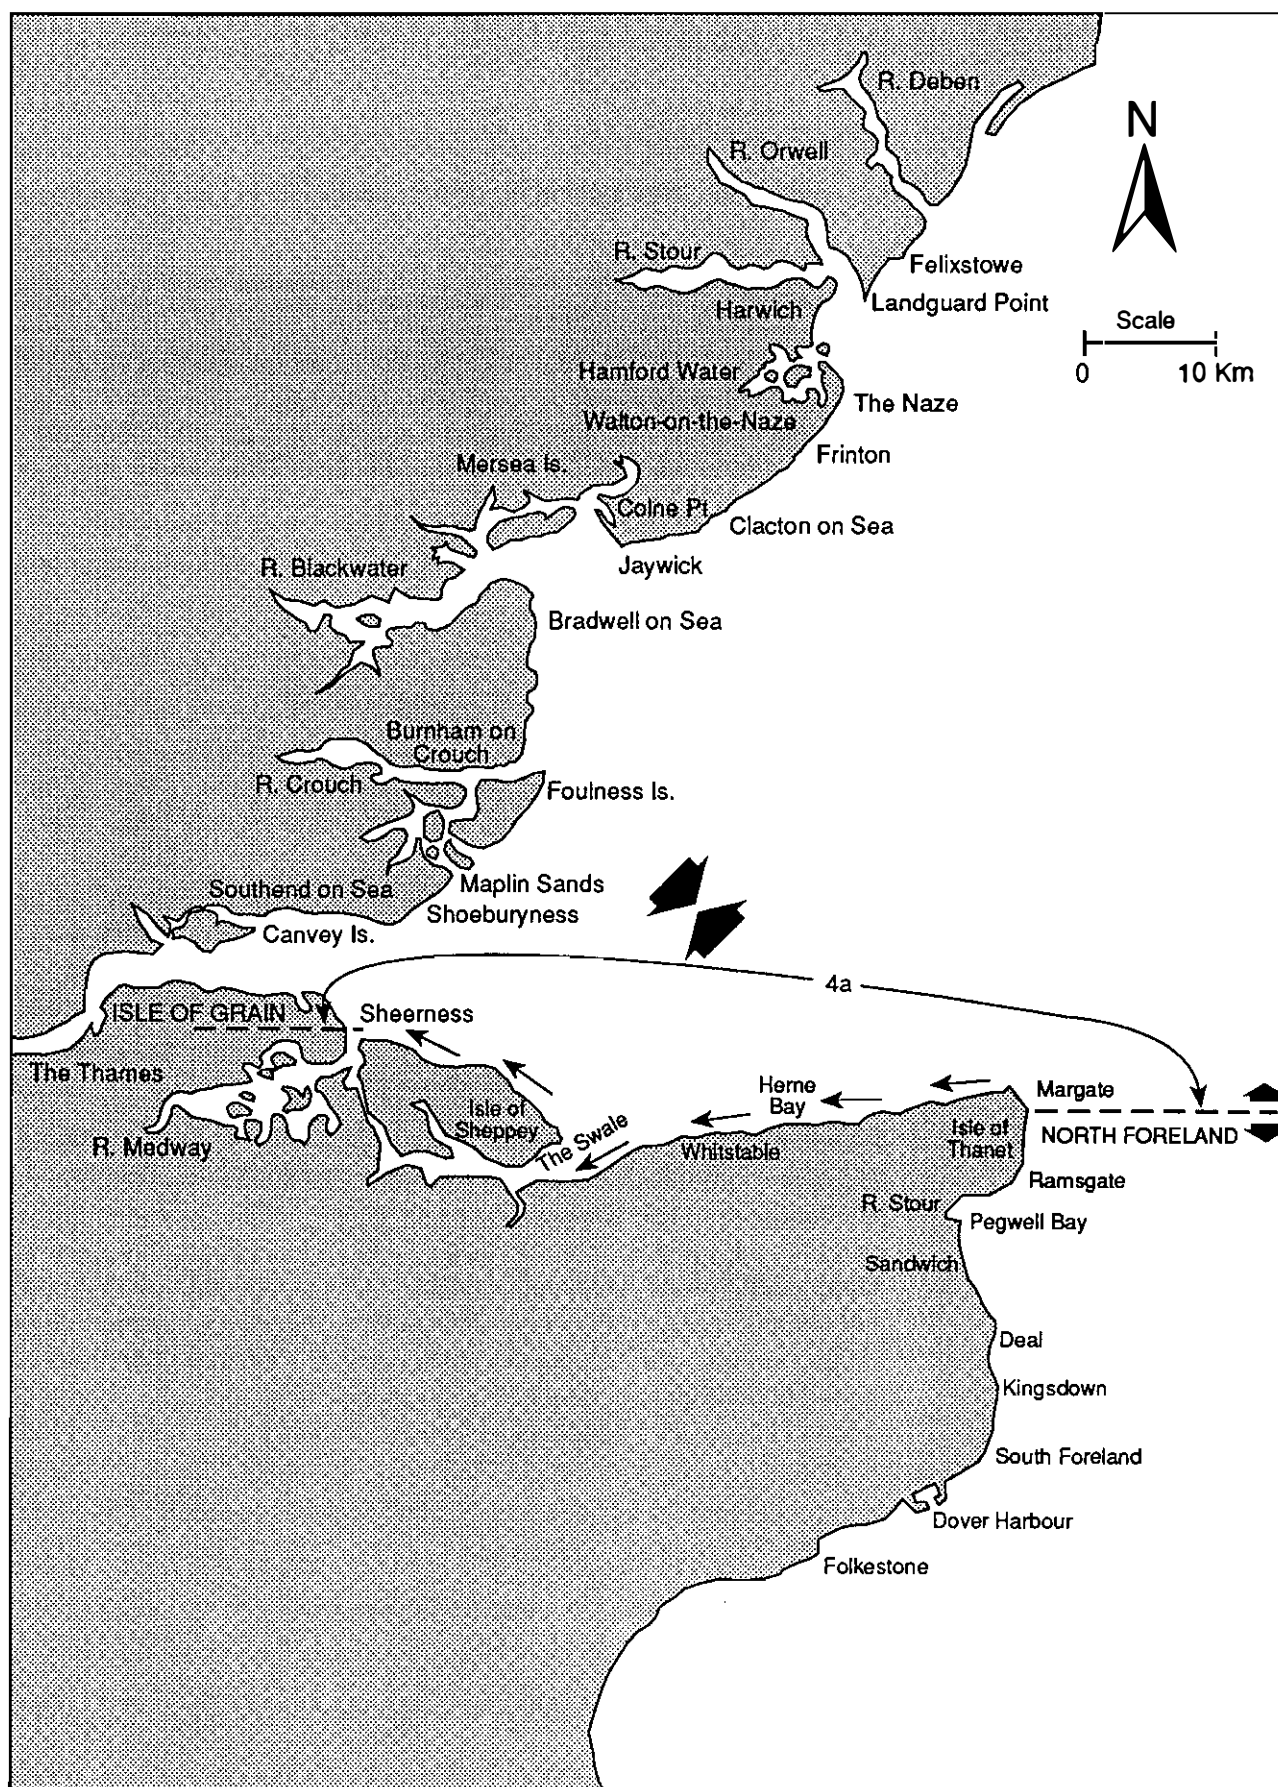 R. Deben
N
R. Orwell
R. Stour
Felixstowe
Harwich
Landguard Point
Scale
0 10 Km
Hamford Water
The Naze
Walton-on-the-Naze
Frinton
Mersea Is.
Colne Pt.
Clacton on Sea
Jaywick
R. Blackwater
Bradwell on Sea
Burnham on
Crouch
R. Crouch
Foulness Is.
Southend on Sea
Maplin Sands
Shoeburyness
Canvey Is.
4a
ISLE OF GRAIN
Sheerness
The Thames
Herne
Bay
Margate
Isle of
Sheppey
The Swale
Isle of
Thanet
NORTH FORELAND
R. Medway
Whitstable
Ramsgate
R. Stour
Pegwell Bay
Sandwich
Deal
Kingsdown
South Foreland
Dover Harbour
Folkestone